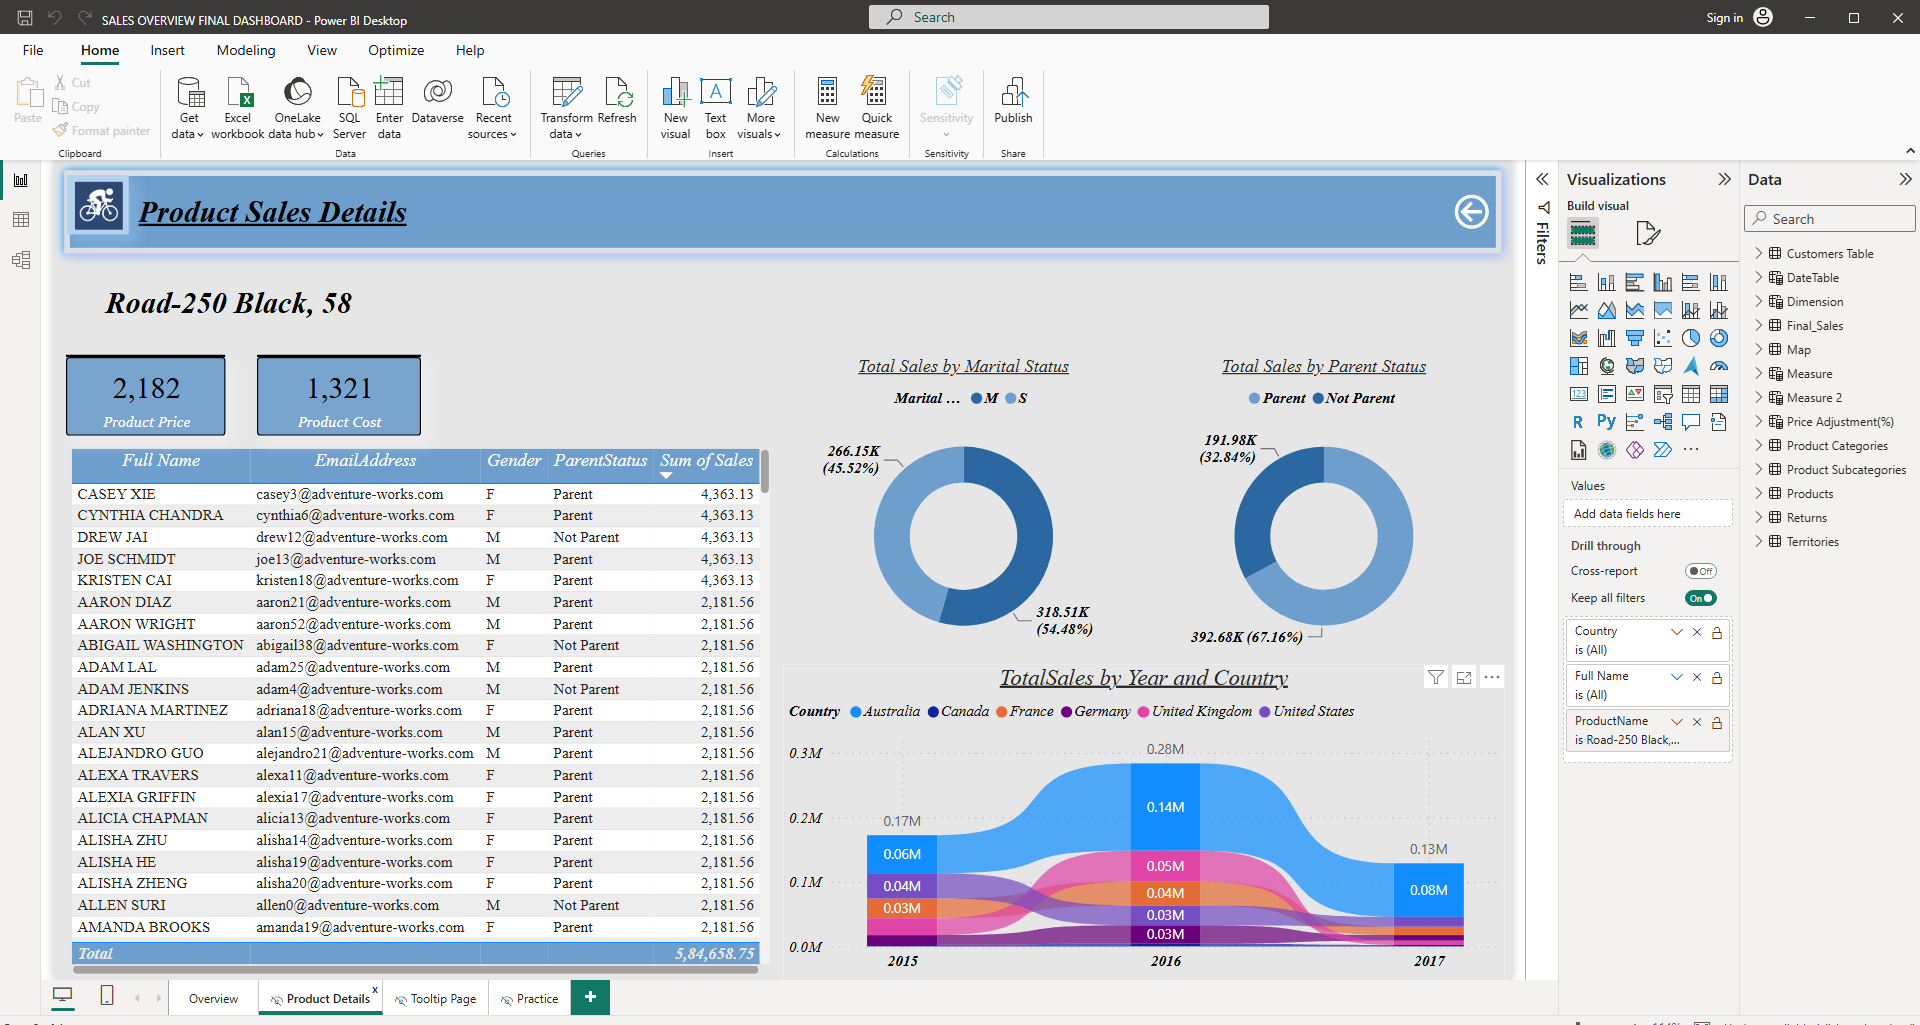 SALES OVERVIEW FINAL DASHBOARD - Power BI Desktop
Search
Sign in
File
Home
Insert
Modeling
View
Optimize
Help
Paste
Cut
Copy
Format painter
Clipboard
Get data
Excel workbook
OneLake data hub
SQL Server
Enter data
Dataverse
Recent sources
Data
Transform data
Refresh
Queries
New visual
Text box
More visuals
Insert
New measure
Quick measure
Calculations
Sensitivity
Sensitivity
Publish
Share
Product Sales Details
Road-250 Black, 58
2,182
Product Price
1,321
Product Cost
Full Name EmailAddress Gender ParentStatus Sum of Sales
CASEY XIE casey3@adventure-works.com F Parent 4,363.13
CYNTHIA CHANDRA cynthia6@adventure-works.com F Parent 4,363.13
DREW JAI drew12@adventure-works.com M Not Parent 4,363.13
JOE SCHMIDT joe13@adventure-works.com M Parent 4,363.13
KRISTEN CAI kristen18@adventure-works.com F Parent 4,363.13
AARON DIAZ aaron21@adventure-works.com M Parent 2,181.56
AARON WRIGHT aaron52@adventure-works.com M Parent 2,181.56
ABIGAIL WASHINGTON abigail38@adventure-works.com F Not Parent 2,181.56
ADAM LAL adam25@adventure-works.com M Parent 2,181.56
ADAM JENKINS adam4@adventure-works.com M Not Parent 2,181.56
ADRIANA MARTINEZ adriana18@adventure-works.com F Parent 2,181.56
ALAN XU alan15@adventure-works.com M Parent 2,181.56
ALEJANDRO GUO alejandro21@adventure-works.com M Parent 2,181.56
ALEXA TRAVERS alexa11@adventure-works.com F Parent 2,181.56
ALEXIA GRIFFIN alexia17@adventure-works.com F Parent 2,181.56
ALICIA CHAPMAN alicia13@adventure-works.com F Parent 2,181.56
ALISHA ZHU alisha14@adventure-works.com F Parent 2,181.56
ALISHA HE alisha19@adventure-works.com F Parent 2,181.56
ALISHA ZHENG alisha20@adventure-works.com F Parent 2,181.56
ALLEN SURI allen0@adventure-works.com M Not Parent 2,181.56
AMANDA BROOKS amanda19@adventure-works.com F Parent 2,181.56
Total 5,84,658.75
Total Sales by Marital Status
Marital ... M S
266.15K
(45.52%)
318.51K
(54.48%)
Total Sales by Parent Status
Parent Not Parent
191.98K
(32.84%)
392.68K (67.16%)
TotalSales by Year and Country
Country Australia Canada France Germany United Kingdom United States
0.3M
0.2M
0.1M
0.0M
0.17M
0.06M
0.04M
0.03M
0.28M
0.14M
0.05M
0.04M
0.03M
0.03M
0.13M
0.08M
2015
2016
2017
Filters
Visualizations
Build visual
R
Py
123
Values
Add data fields here
Drill through
Cross-report
Off
Keep all filters
On
Country
is (All)
Full Name
is (All)
ProductName
is Road-250 Black,...
Data
Search
Customers Table
DateTable
Dimension
Final_Sales
Map
Measure
Measure 2
Price Adjustment(%)
Product Categories
Product Subcategories
Products
Returns
Territories
Overview
Product Details
x
Tooltip Page
Practice
+